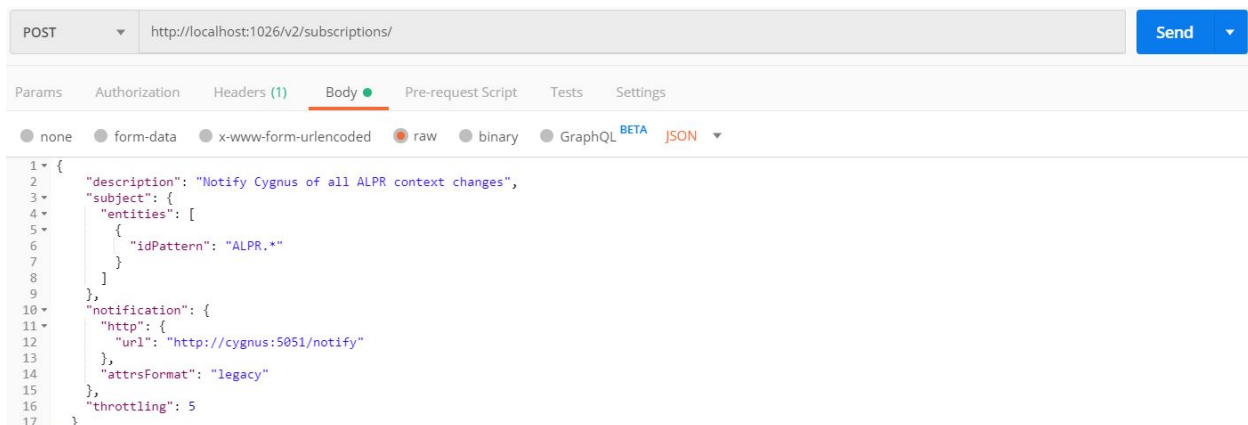 POST http://localhost:1026/v2/subscriptions/ Send
Params Authorization Headers (1) Body Pre-request Script Tests Settings
none form-data x-www-form-urlencoded raw binary GraphQL BETA JSON
1 {
2 "description": "Notify Cygnus of all ALPR context changes",
3 "subject": {
4 "entities": [
5 {
6 "idPattern": "ALPR.*"
7 }
8 ]
9 },
10 "notification": {
11 "http": {
12 "url": "http://cygnus:5051/notify"
13 },
14 "attrsFormat": "legacy"
15 },
16 "throttling": 5
17 }